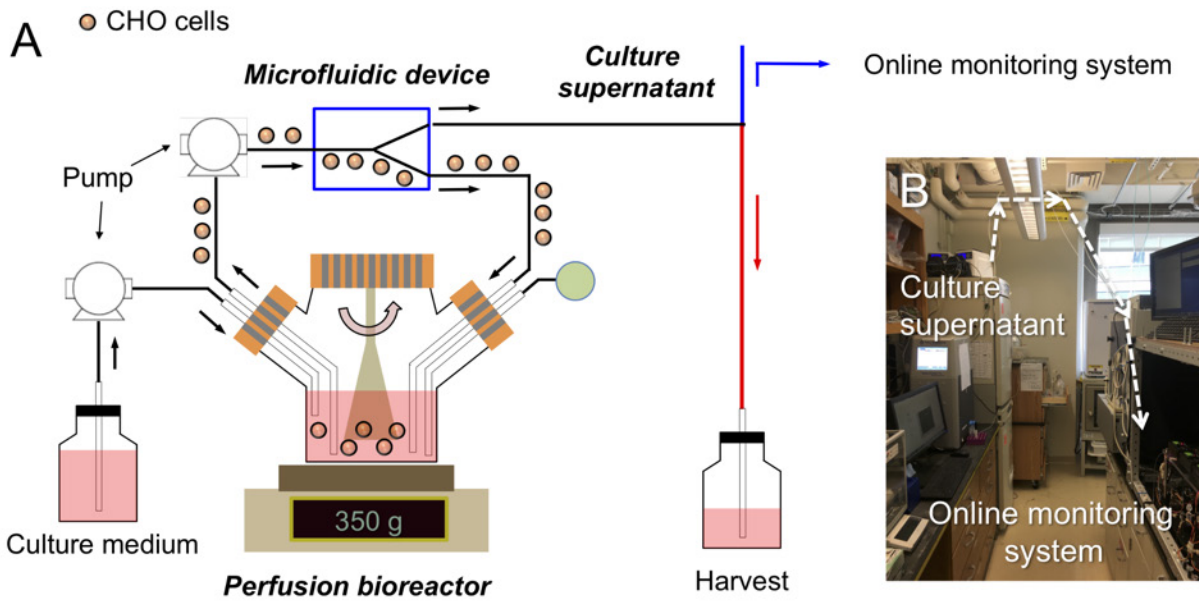 A
CHO cells
Microfluidic device
Culture
supernatant
Online monitoring system
Pump
B
Culture
supernatant
350 g
Online monitoring
system
Culture medium
Perfusion bioreactor
Harvest